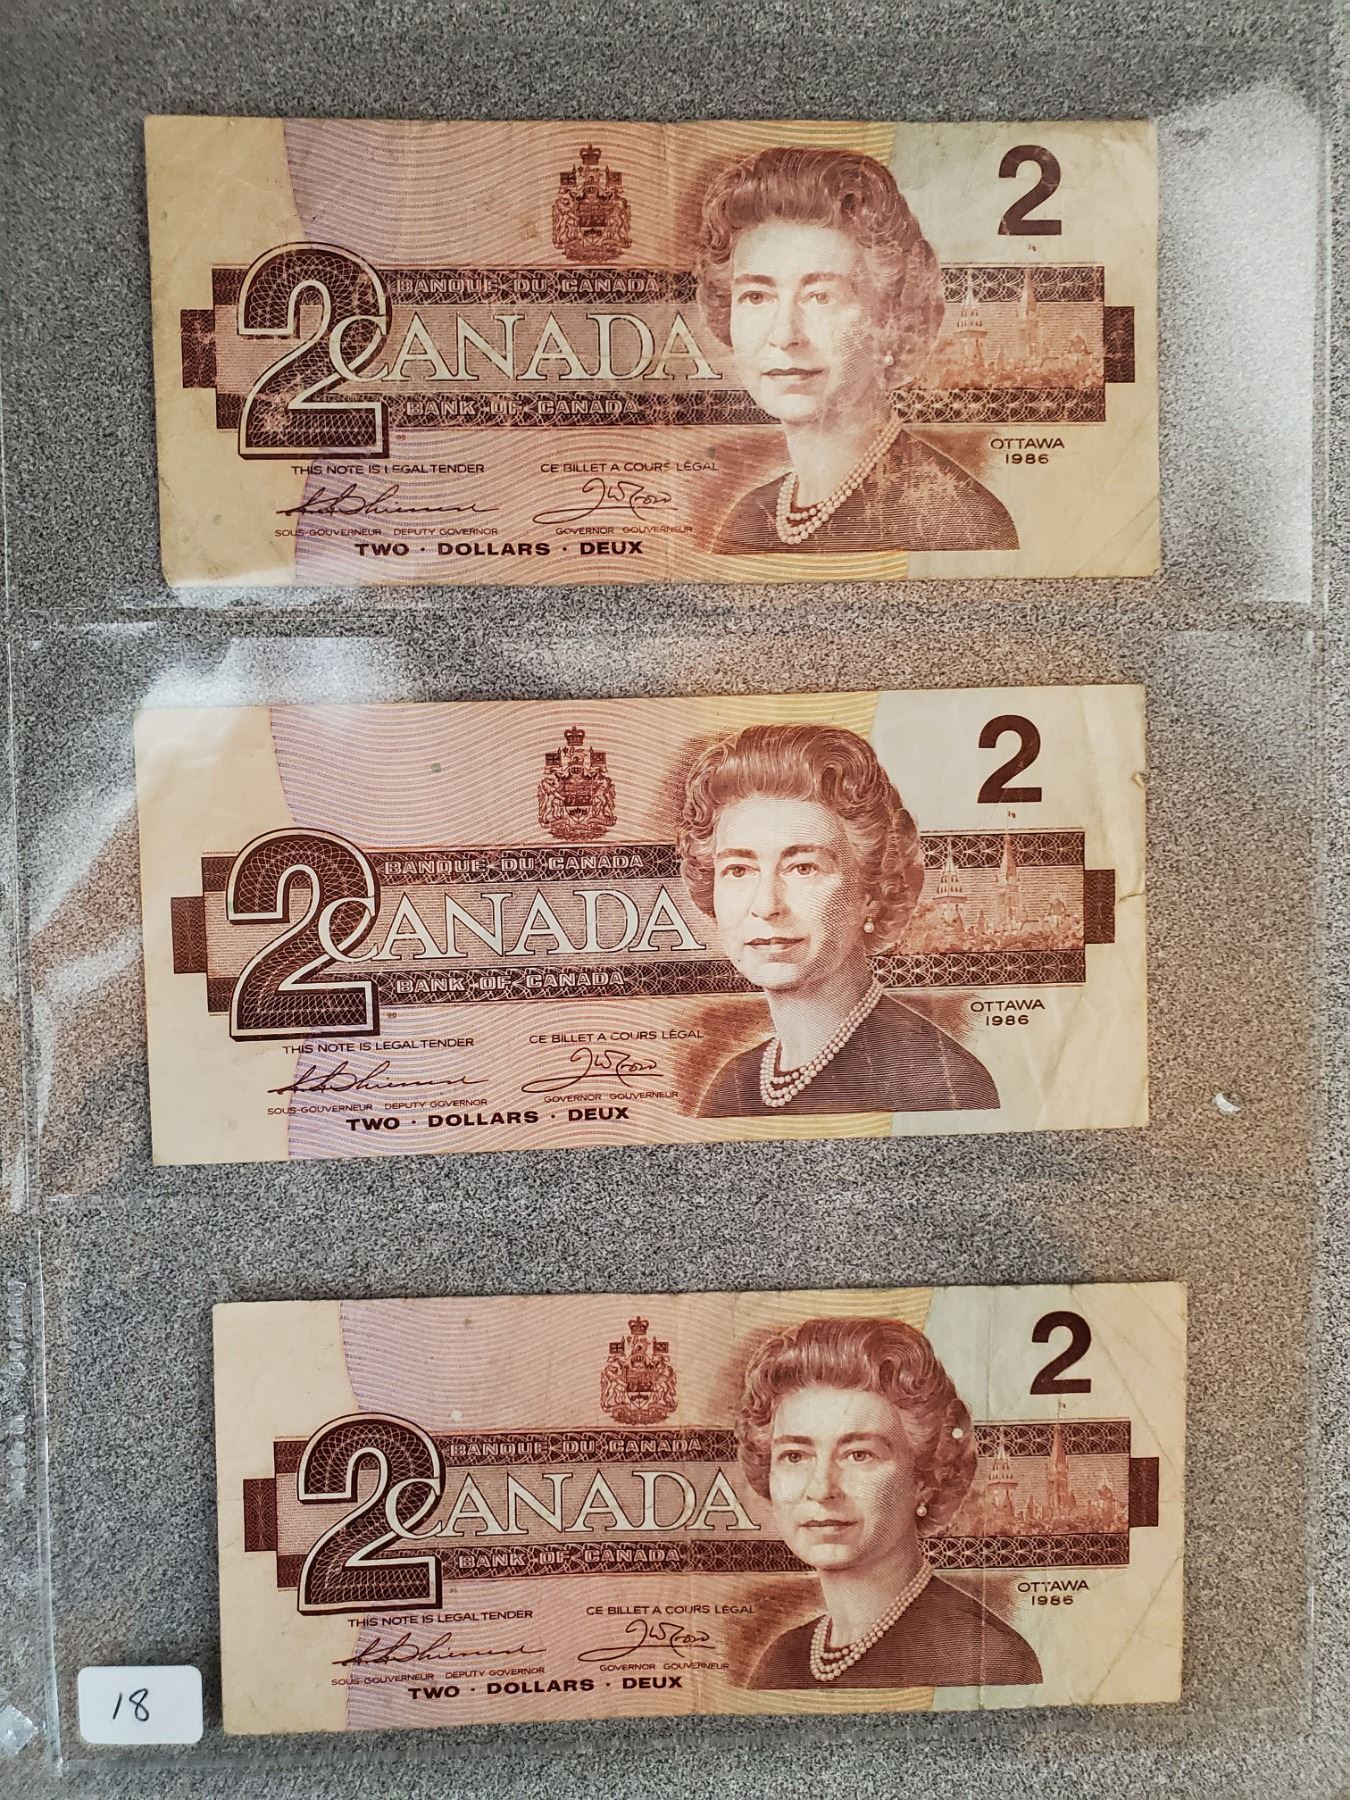 2
BANQUE DU CANADA
CANADA
2
BANK OF CANADA
OTTAWA
1986
THIS NOTE IS LEGAL TENDER CE BILLET A COURS LÉGAL
SOUS-GOUVERNEUR DEPUTY GOVERNOR GOVERNOR GOUVERNEUR
TWO · DOLLARS · DEUX
2
BANQUE DU CANADA
CANADA
2
BANK OF CANADA
OTTAWA
1986
THIS NOTE IS LEGAL TENDER CE BILLET A COURS LÉGAL
SOUS-GOUVERNEUR DEPUTY GOVERNOR GOVERNOR GOUVERNEUR
TWO · DOLLARS · DEUX
2
BANQUE DU CANADA
CANADA
2
BANK OF CANADA
OTTAWA
1986
THIS NOTE IS LEGAL TENDER CE BILLET A COURS LÉGAL
SOUS-GOUVERNEUR DEPUTY GOVERNOR GOVERNOR GOUVERNEUR
TWO · DOLLARS · DEUX
18